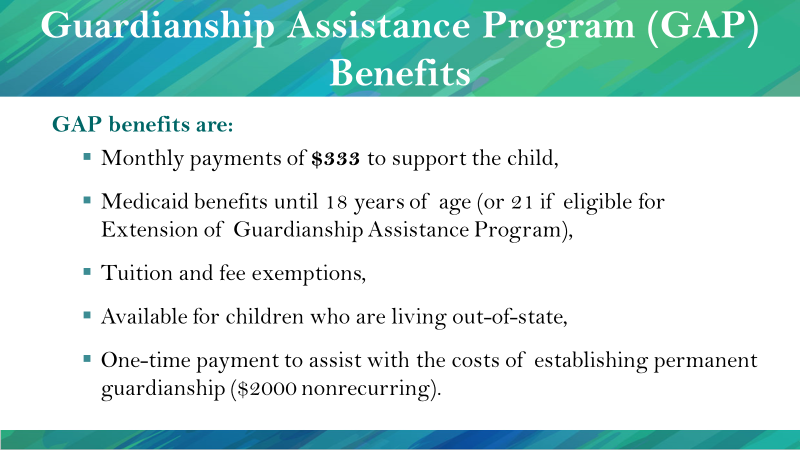 Guardianship Assistance Program (GAP)
Benefits
GAP benefits are:
▪ Monthly payments of $333 to support the child,
▪ Medicaid benefits until 18 years of age (or 21 if eligible for
Extension of Guardianship Assistance Program),
▪ Tuition and fee exemptions,
▪ Available for children who are living out-of-state,
▪ One-time payment to assist with the costs of establishing permanent
guardianship ($2000 nonrecurring).